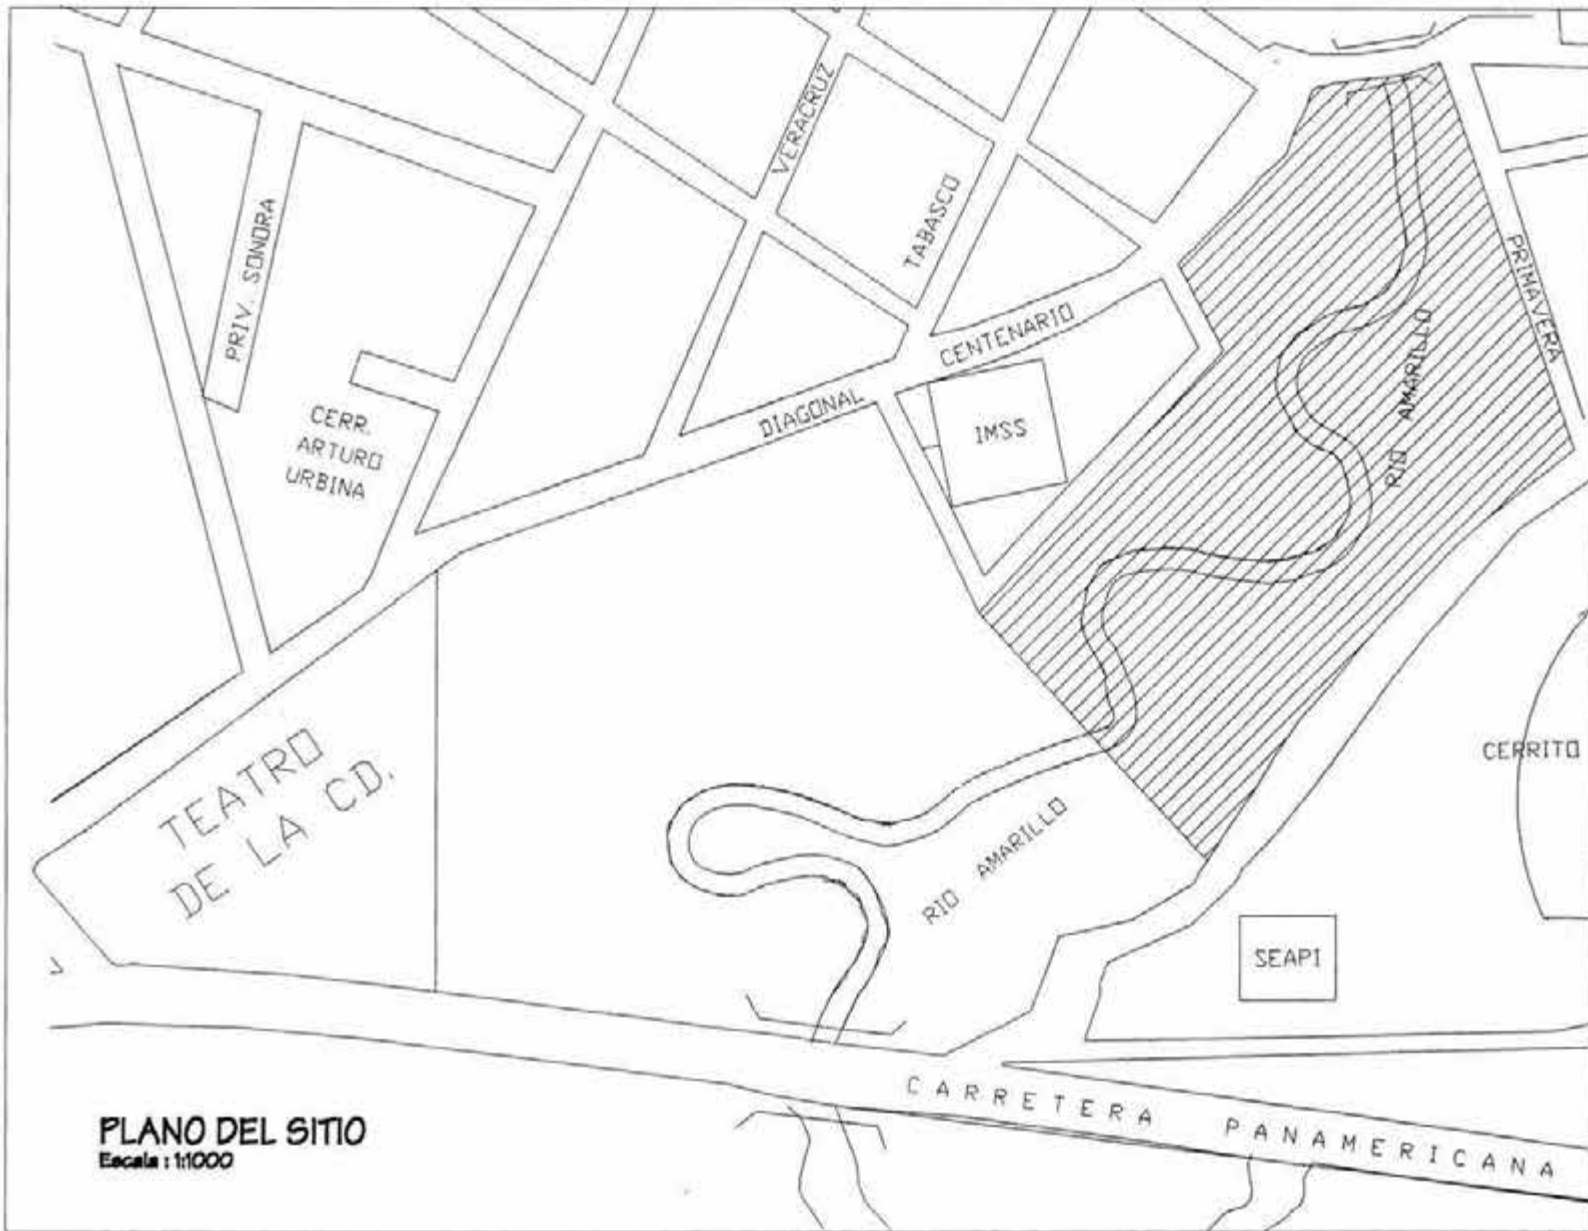 VERACRUZ
TABASCO
PRIV. SONORA
PRIMAVERA
CENTENARIO
DIAGONAL
RIO AMARILLO
CERR.
ARTURO
URBINA
IMSS
TEATRO
DE LA CD.
CERRITO
RIO AMARILLO
SEAPI
CARRETERA PANAMERICANA
PLANO DEL SITIO
Escala : 1:1000